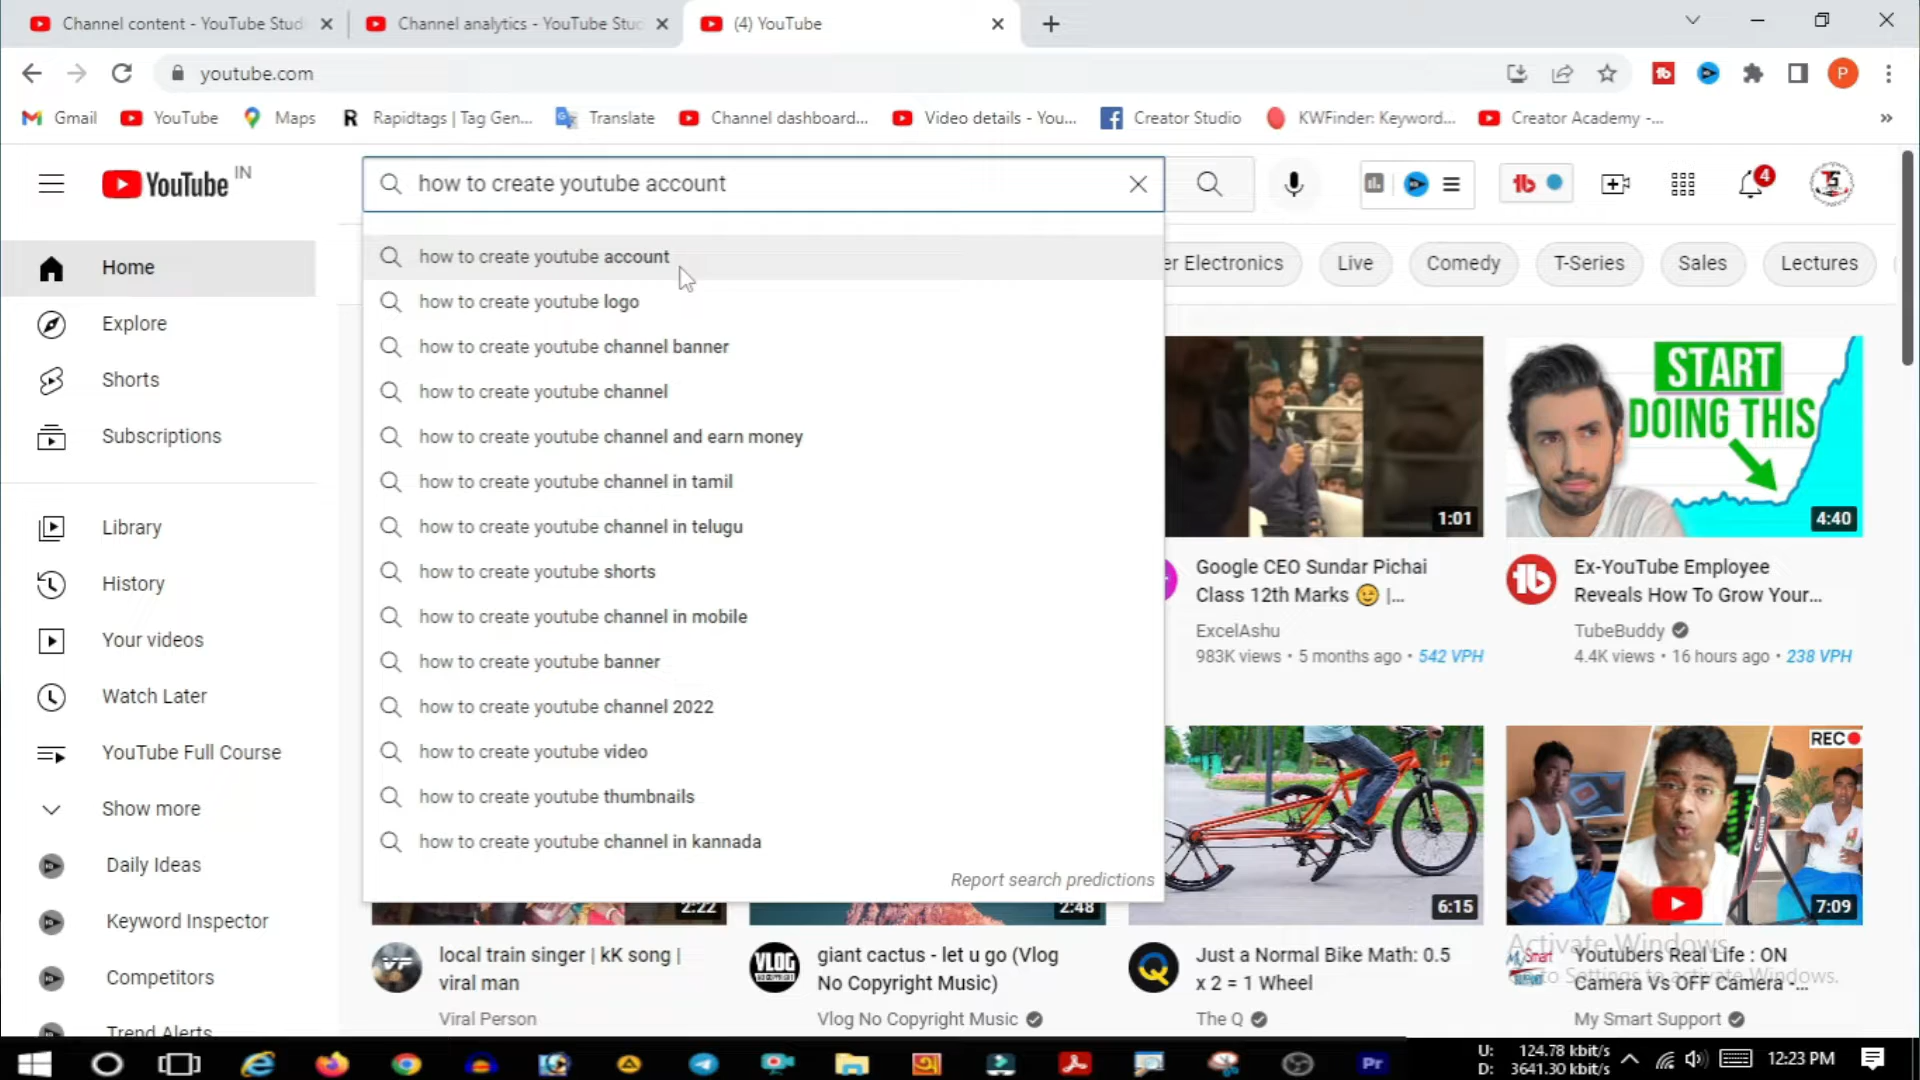 Channel content - YouTube Stud
Channel analytics - YouTube Stud
(4) YouTube
youtube.com
P
Gmail
YouTube
Maps
R
Rapidtags | Tag Gen...
Translate
Channel dashboard...
Video details - You...
Creator Studio
KWFinder: Keyword...
Creator Academy -...
YouTube IN
how to create youtube account
4
Home
Explore
Shorts
Subscriptions
Library
History
Your videos
Watch Later
YouTube Full Course
Show more
Daily Ideas
Keyword Inspector
Competitors
Trend Alerts
how to create youtube account
how to create youtube logo
how to create youtube channel banner
how to create youtube channel
how to create youtube channel and earn money
how to create youtube channel in tamil
how to create youtube channel in telugu
how to create youtube shorts
how to create youtube channel in mobile
how to create youtube banner
how to create youtube channel 2022
how to create youtube video
how to create youtube thumbnails
how to create youtube channel in kannada
Report search predictions
er Electronics
Live
Comedy
T-Series
Sales
Lectures
1:01
START
DOING THIS
4:40
Google CEO Sundar Pichai
Class 12th Marks 😉 |...
ExcelAshu
983K views • 5 months ago • 542 VPH
Ex-YouTube Employee
Reveals How To Grow Your...
TubeBuddy
4.4K views • 16 hours ago • 238 VPH
2:22
2:48
6:15
REC
7:09
local train singer | kK song |
viral man
Viral Person
VLOG
giant cactus - let u go (Vlog
No Copyright Music)
Vlog No Copyright Music
Just a Normal Bike Math: 0.5
x 2 = 1 Wheel
The Q
Youtubers Real Life : ON
Camera Vs OFF Camera -...
My Smart Support
Activate Windows
Go to Settings to activate Windows.
Pr
U: 124.78 kbit/s
D: 3641.30 kbit/s
12:23 PM